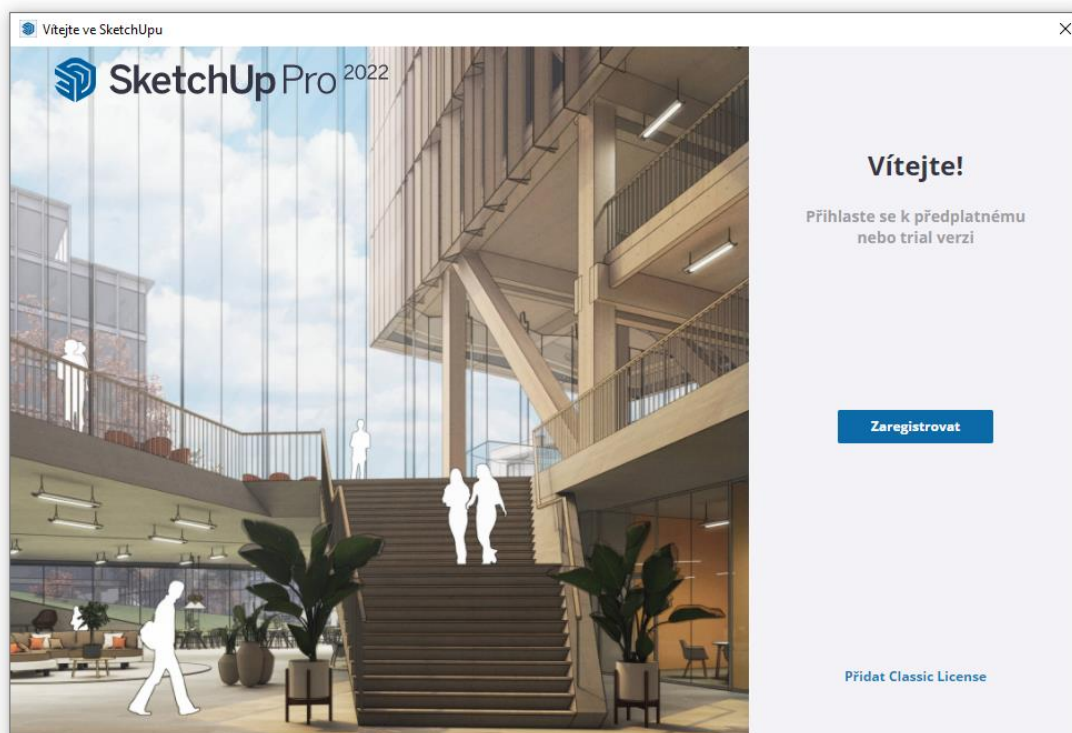 Vítejte ve SketchUpu
SketchUp Pro 2022
Vítejte!
Přihlaste se k předplatnému
nebo trial verzi
Zaregistrovat
Přidat Classic License